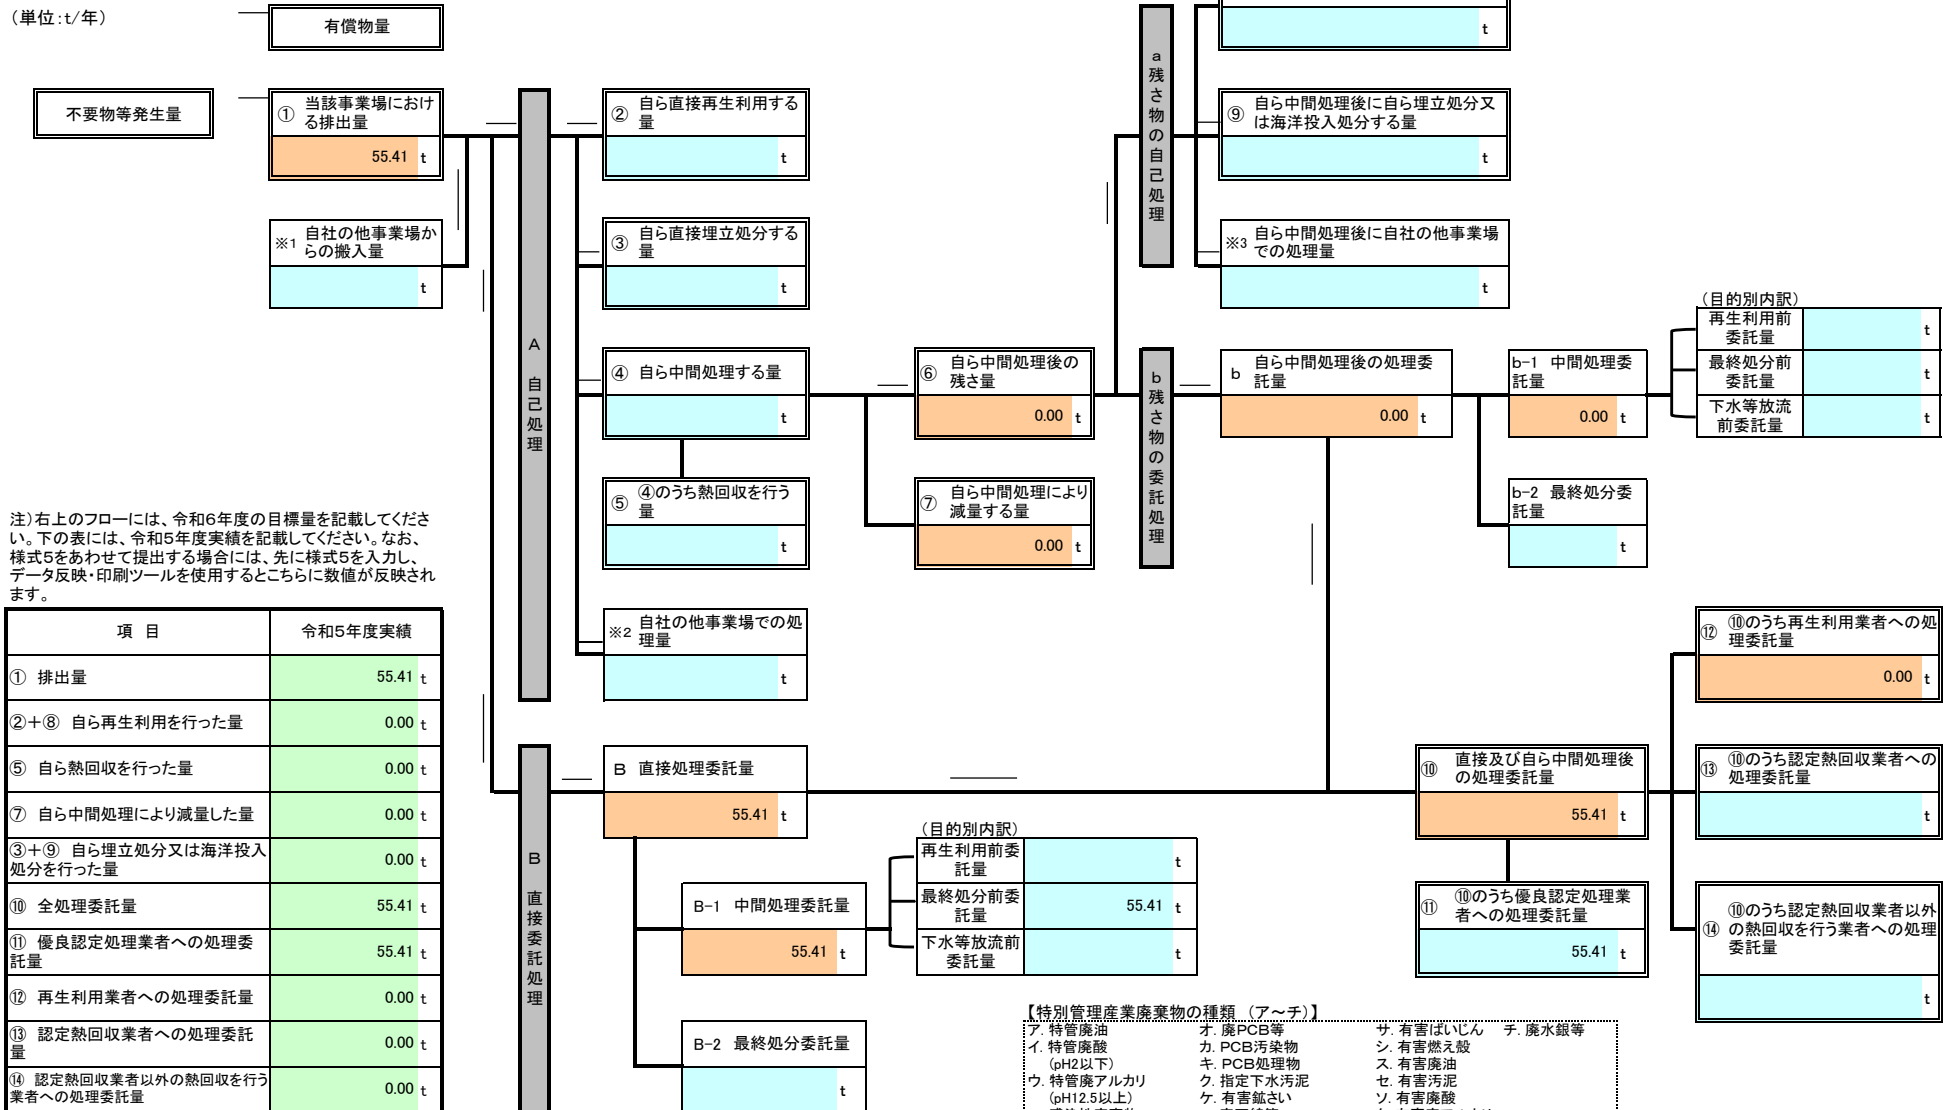 （単位：t/年）
有償物量
t
不要物等発生量
① 当該事業場におけ
る排出量
55.41 t
※1 自社の他事業場か
らの搬入量
t
A 自己処理
② 自ら直接再生利用する
量
t
③ 自ら直接埋立処分する
量
t
④ 自ら中間処理する量
t
⑤ ④のうち熱回収を行う
量
t
※2 自社の他事業場での処
理量
t
⑥ 自ら中間処理後の
残さ量
0.00 t
⑦ 自ら中間処理により
減量する量
0.00 t
a 残さ物の自己処理
⑨ 自ら中間処理後に自ら埋立処分又
は海洋投入処分する量
t
※3 自ら中間処理後に自社の他事業場
での処理量
t
b 残さ物の委託処理
b 自ら中間処理後の処理委
託量
0.00 t
b-1 中間処理委
託量
0.00 t
（目的別内訳）
再生利用前
委託量
t
最終処分前
委託量
t
下水等放流
前委託量
t
b-2 最終処分委
託量
t
注）右上のフローには、令和６年度の目標量を記載してくださ
い。下の表には、令和５年度実績を記載してください。なお、
様式５をあわせて提出する場合には、先に様式５を入力し、
データ反映・印刷ツールを使用するとこちらに数値が反映され
ます。
項 目 令和５年度実績
① 排出量 55.41 t
②＋⑧ 自ら再生利用を行った量 0.00 t
⑤ 自ら熱回収を行った量 0.00 t
⑦ 自ら中間処理により減量した量 0.00 t
③＋⑨ 自ら埋立処分又は海洋投入
処分を行った量 0.00 t
⑩ 全処理委託量 55.41 t
⑪ 優良認定処理業者への処理委
託量 55.41 t
⑫ 再生利用業者への処理委託量 0.00 t
⑬ 認定熱回収業者への処理委託
量 0.00 t
⑭ 認定熱回収業者以外の熱回収を行う
業者への処理委託量 0.00 t
B 直接委託処理
B 直接処理委託量
55.41 t
B-1 中間処理委託量
55.41 t
（目的別内訳）
再生利用前委
託量
t
最終処分前委
託量
55.41 t
下水等放流前
委託量
t
B-2 最終処分委託量
t
⑩ 直接及び自ら中間処理後
の処理委託量
55.41 t
⑪ ⑩のうち優良認定処理業
者への処理委託量
55.41 t
⑫ ⑩のうち再生利用業者への処
理委託量
0.00 t
⑬ ⑩のうち認定熱回収業者への
処理委託量
t
⑭ ⑩のうち認定熱回収業者以外
の熱回収を行う業者への処理
委託量
t
【特別管理産業廃棄物の種類 （ア～チ）】
ア. 特管廃油 オ. 廃PCB等 サ. 有害ばいじん チ. 廃水銀等
イ. 特管廃酸 カ. PCB汚染物 シ. 有害燃え殻
(pH2以下) キ. PCB処理物 ス. 有害廃油
ウ. 特管廃アルカリ ク. 指定下水汚泥 セ. 有害汚泥
(pH12.5以上) ケ. 有害鉱さい ソ. 有害廃酸